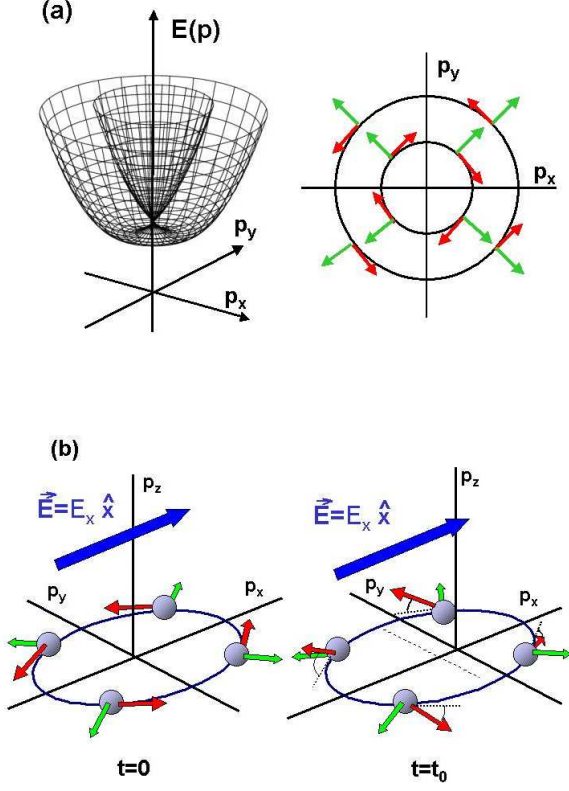 (a)
E(p)
p_y
p_x
p_y
p_x
(b)
p_z
E⃗=E_x x̂
p_y
p_x
t=0
p_z
E⃗=E_x x̂
p_y
p_x
t=t_0